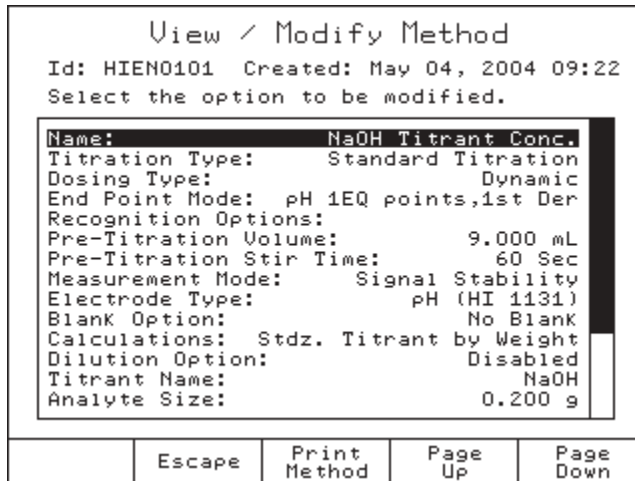 View / Modify Method
Id: HIEN0101 Created: May 04, 2004 09:22
Select the option to be modified.
Name: NaOH Titrant Conc.
Titration Type: Standard Titration
Dosing Type: Dynamic
End Point Mode: pH 1EQ points,1st Der
Recognition Options:
Pre-Titration Volume: 9.000 mL
Pre-Titration Stir Time: 60 Sec
Measurement Mode: Signal Stability
Electrode Type: pH (HI 1131)
Blank Option: No Blank
Calculations: Stdz. Titrant by Weight
Dilution Option: Disabled
Titrant Name: NaOH
Analyte Size: 0.200 g
Escape
Print Method
Page Up
Page Down